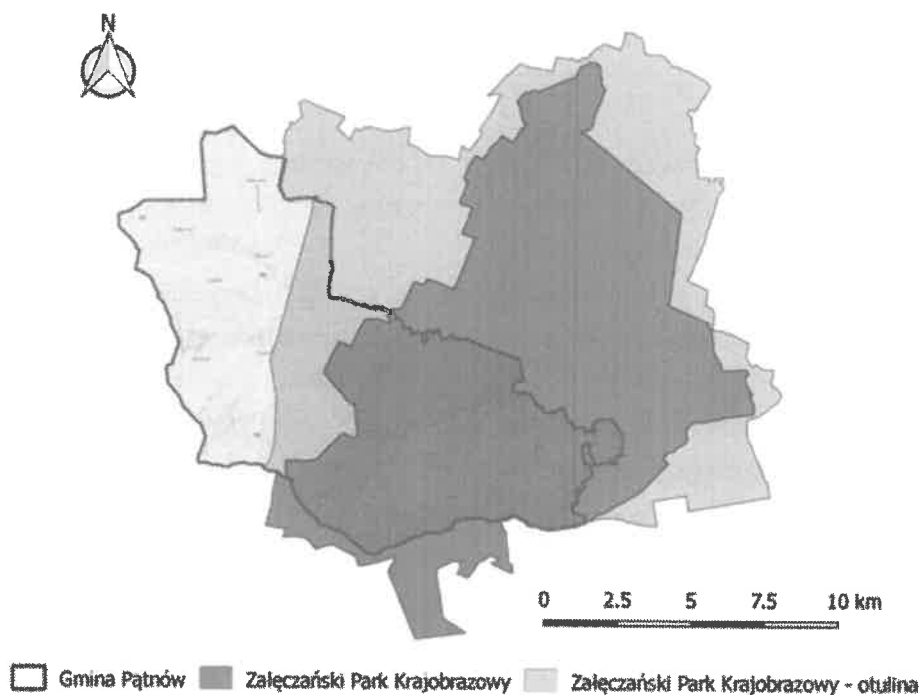 N
0 2.5 5 7.5 10 km
Gmina Pątnów Załęczański Park Krajobrazowy Załęczański Park Krajobrazowy - otulina